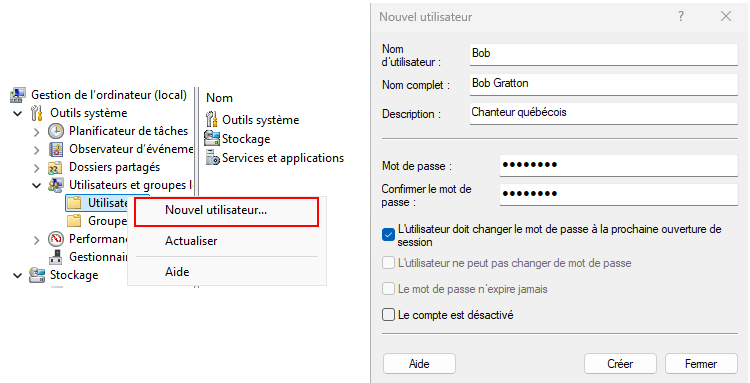 Gestion de l'ordinateur (local)
Outils système
Planificateur de tâches
Observateur d'événeme
Dossiers partagés
Utilisateurs et groupes l
Utilisate
Groupe
Performanc
Gestionnair
Stockage
Nom
Outils système
Stockage
Services et applications
Nouvel utilisateur...
Actualiser
Aide
Nouvel utilisateur
?
Nom
d'utilisateur :
Bob
Nom complet :
Bob Gratton
Description :
Chanteur québécois
Mot de passe :
●●●●●●●●
Confirmer le mot de
passe :
●●●●●●●●
L'utilisateur doit changer le mot de passe à la prochaine ouverture de
session
L'utilisateur ne peut pas changer de mot de passe
Le mot de passe n'expire jamais
Le compte est désactivé
Aide
Créer
Fermer